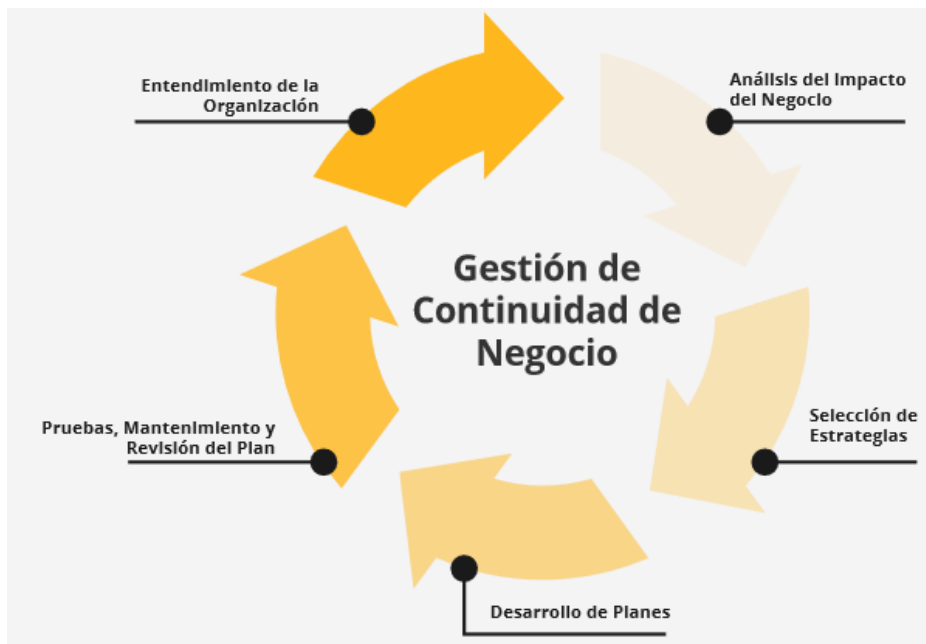 Entendimiento de la
Organización
Análisis del Impacto
del Negocio
Gestión de
Continuidad de
Negocio
Selección de
Estrategias
Pruebas, Mantenimiento y
Revisión del Plan
Desarrollo de Planes